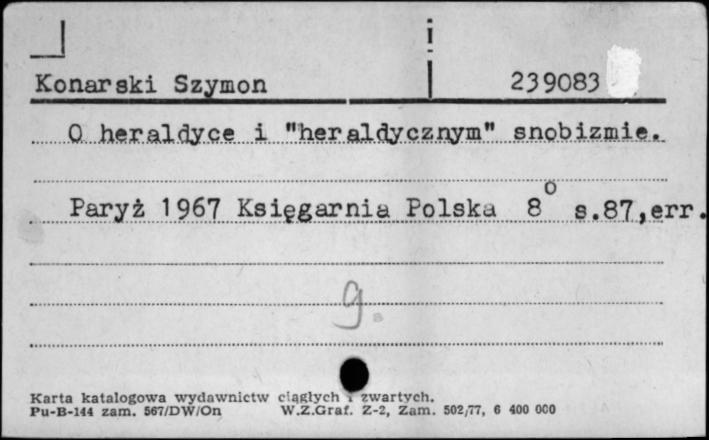 I
Konarski Szymon 239083
O heraldyce i "heraldycznym" snobizmie.
Paryż 1967 Księgarnia Polska 8° s.87,err.
g.
Karta katalogowa wydawnictw ciągłych i zwartych.
Pu-B-144 zam. 567/DW/On W.Z.Graf. Z-2, Zam. 502/77, 6 400 000